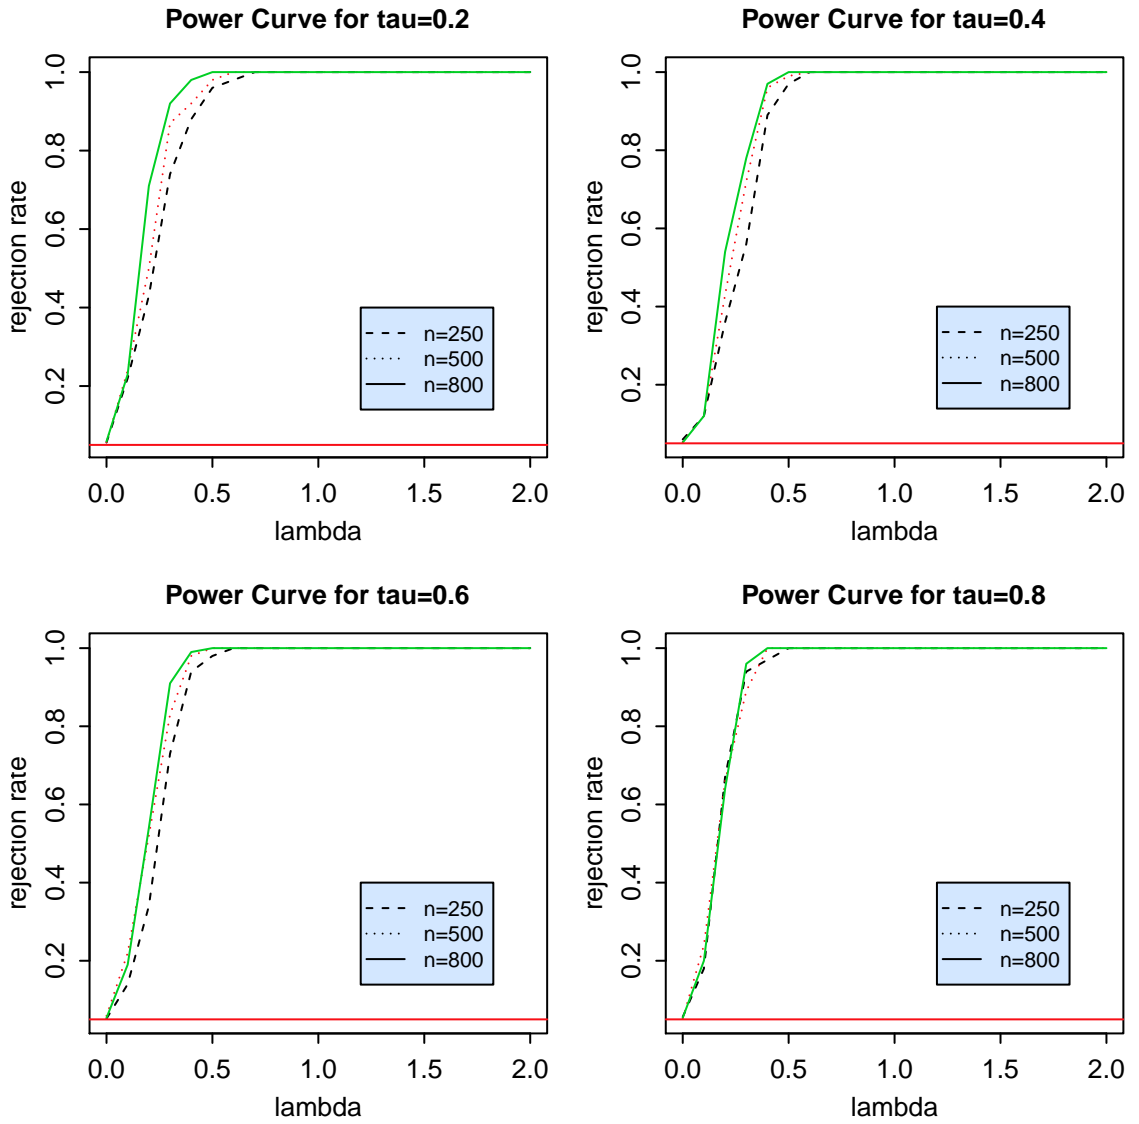 Power Curve for tau=0.2
rejection rate
1.0
0.8
0.6
0.4
0.2
n=250
n=500
n=800
0.0 0.5 1.0 1.5 2.0
lambda
Power Curve for tau=0.4
rejection rate
1.0
0.8
0.6
0.4
0.2
n=250
n=500
n=800
0.0 0.5 1.0 1.5 2.0
lambda
Power Curve for tau=0.6
rejection rate
1.0
0.8
0.6
0.4
0.2
n=250
n=500
n=800
0.0 0.5 1.0 1.5 2.0
lambda
Power Curve for tau=0.8
rejection rate
1.0
0.8
0.6
0.4
0.2
n=250
n=500
n=800
0.0 0.5 1.0 1.5 2.0
lambda